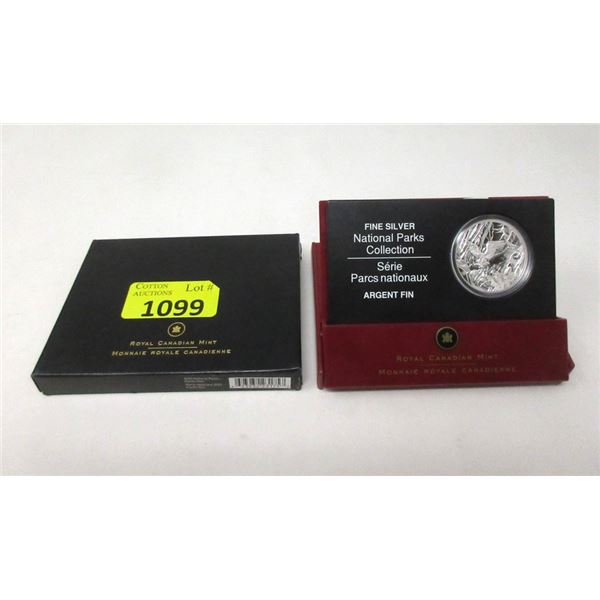 COTTON
AUCTIONS
Lot #
1099
ROYAL CANADIAN MINT
MONNAIE ROYALE CANADIENNE
FINE SILVER
National Parks
Collection
Série
Parcs nationaux
ARGENT FIN
ROYAL CANADIAN MINT
MONNAIE ROYALE CANADIENNE